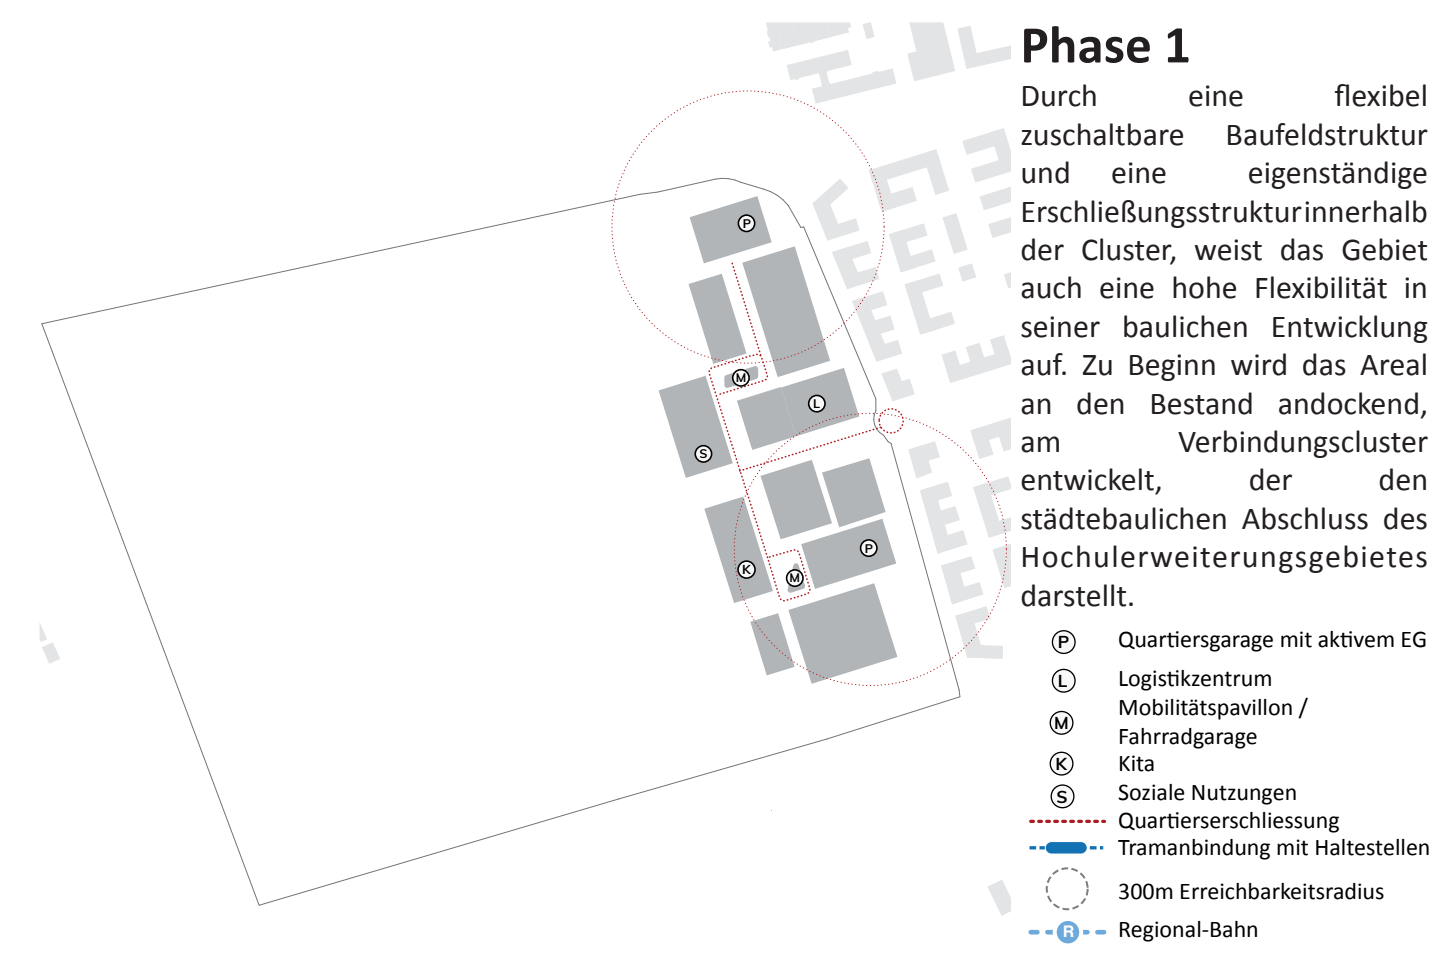 Phase 1
Durch eine flexibel
zuschaltbare Baufeldstruktur
und eine eigenständige
Erschließungsstruktur innerhalb
der Cluster, weist das Gebiet
auch eine hohe Flexibilität in
seiner baulichen Entwicklung
auf. Zu Beginn wird das Areal
an den Bestand andockend,
am Verbindungscluster
entwickelt, der den
städtebaulichen Abschluss des
Hochulerweiterungsgebietes
darstellt.
P Quartiersgarage mit aktivem EG
L Logistikzentrum
M Mobilitätspavillon /
Fahrradgarage
K Kita
S Soziale Nutzungen
Quartierserschliessung
Tramanbindung mit Haltestellen
300m Erreichbarkeitsradius
R Regional-Bahn
P
M
L
S
P
K
M